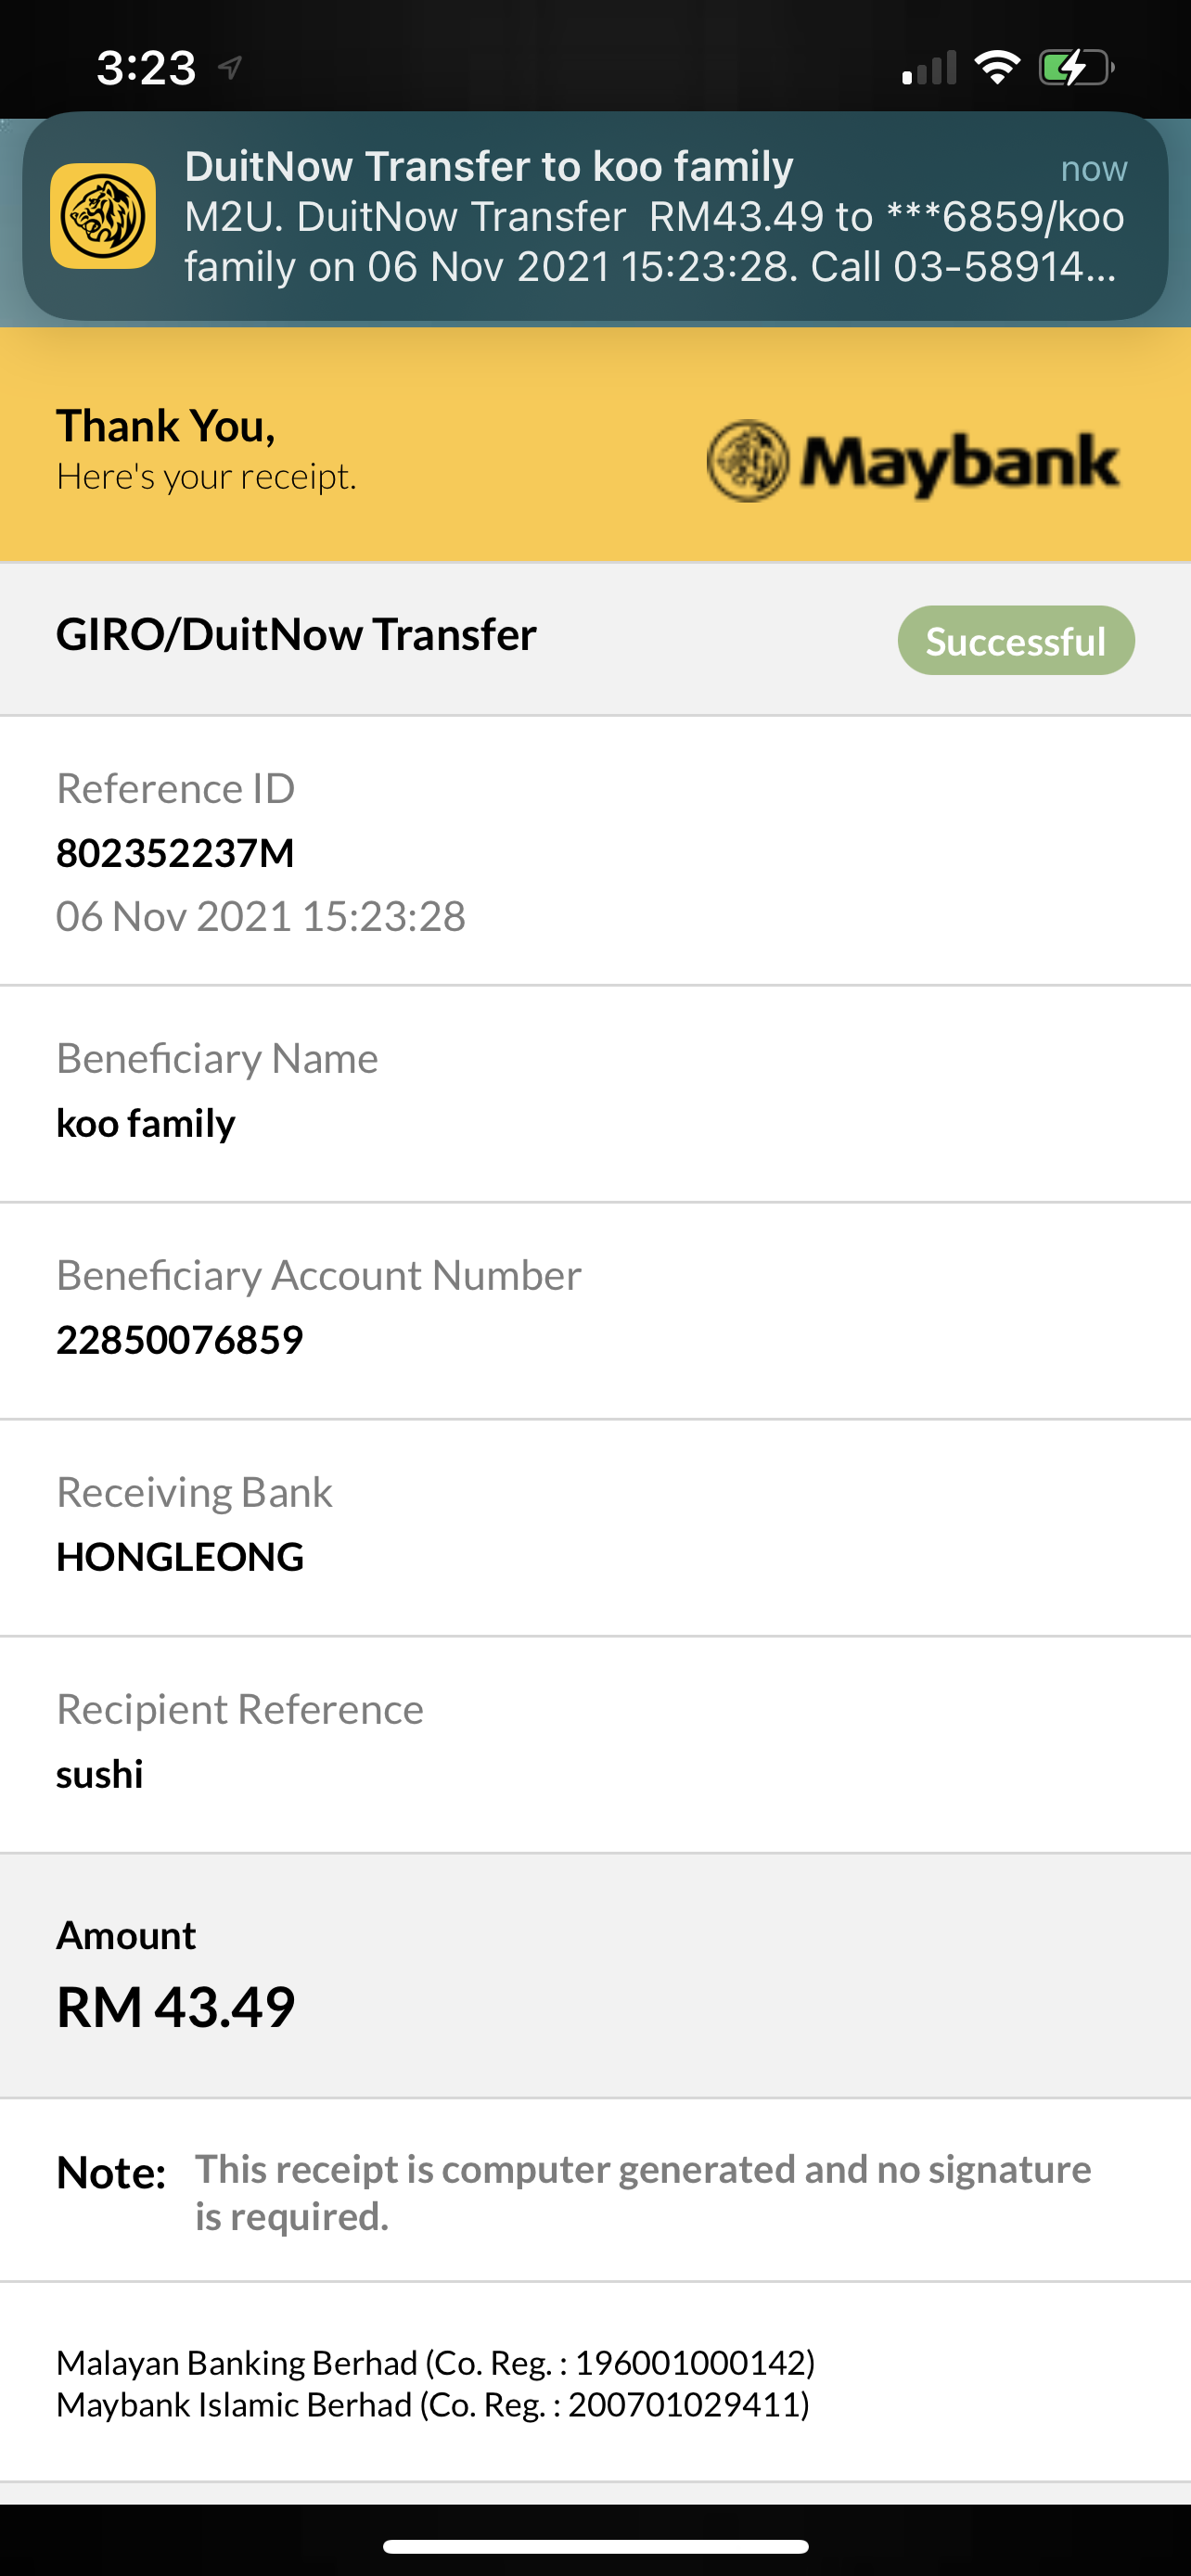 3:23
DuitNow Transfer to koo family now
M2U. DuitNow Transfer  RM43.49 to ***6859/koo
family on 06 Nov 2021 15:23:28. Call 03-58914...
Thank You,
Here's your receipt.
Maybank
GIRO/DuitNow Transfer
Successful
Reference ID
802352237M
06 Nov 2021 15:23:28
Beneficiary Name
koo family
Beneficiary Account Number
22850076859
Receiving Bank
HONGLEONG
Recipient Reference
sushi
Amount
RM 43.49
Note: This receipt is computer generated and no signature
is required.
Malayan Banking Berhad (Co. Reg. : 196001000142)
Maybank Islamic Berhad (Co. Reg. : 200701029411)